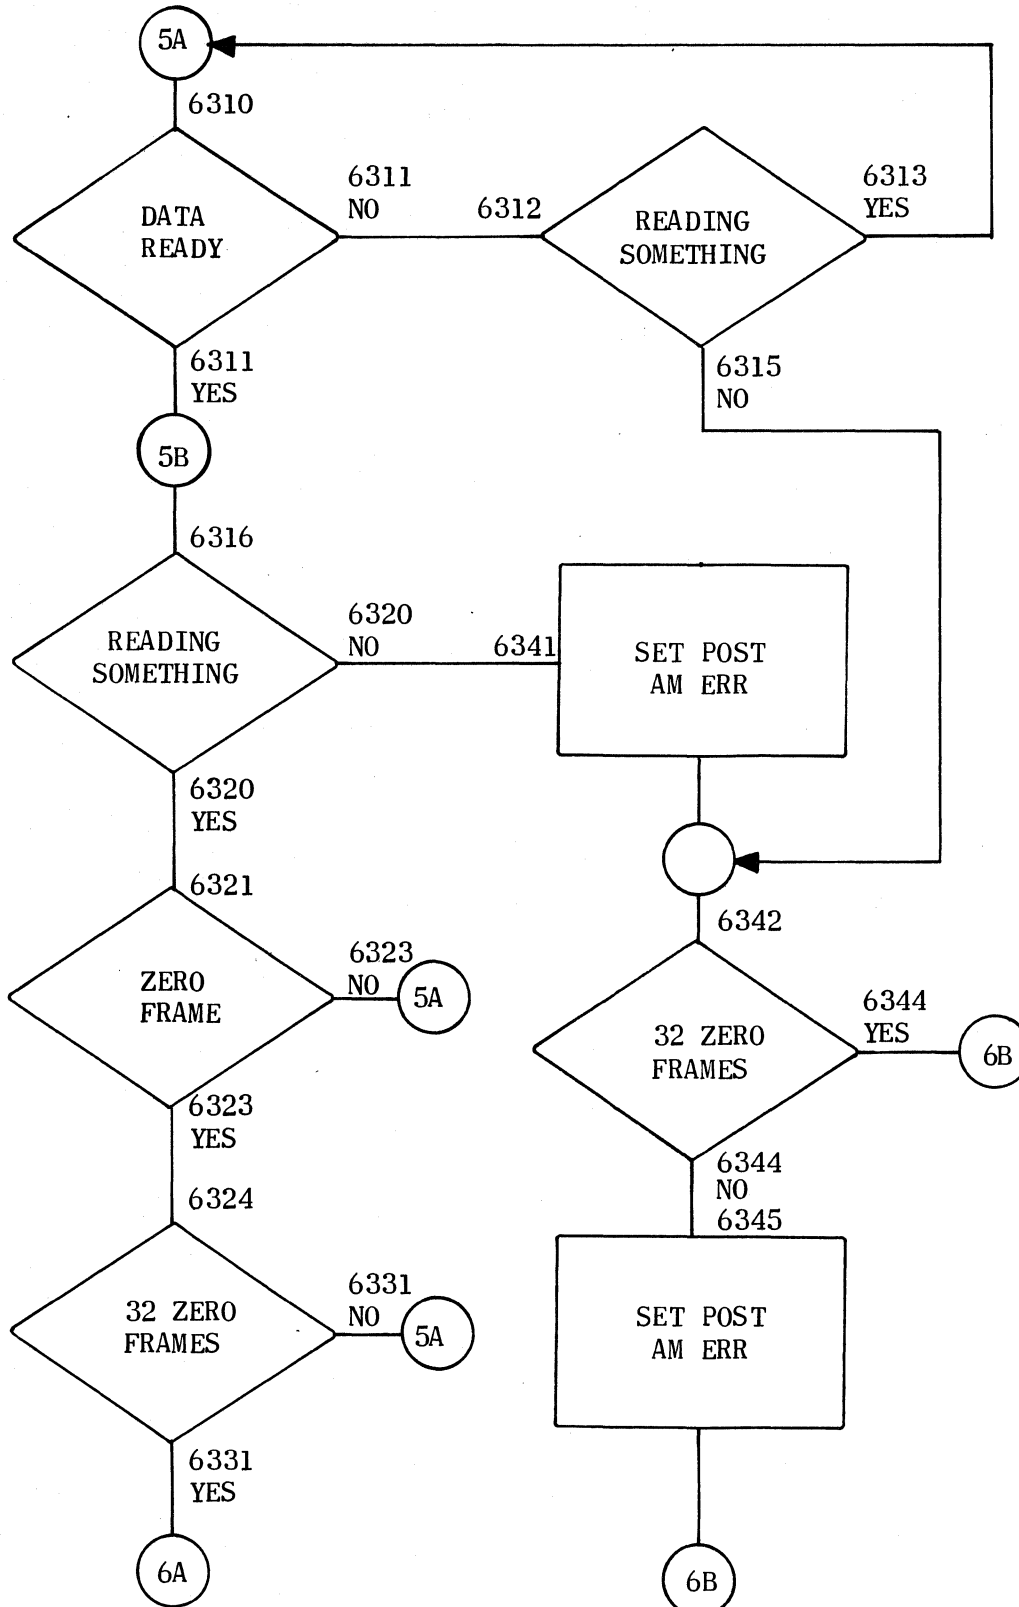 5A
6310
DATA
READY
6311
NO
6312
READING
SOMETHING
6313
YES
6311
YES
6315
NO
5B
6316
READING
SOMETHING
6320
NO
6341
SET POST
AM ERR
6320
YES
6321
ZERO
FRAME
6323
NO
5A
6342
32 ZERO
FRAMES
6344
YES
6B
6323
YES
6324
6344
NO
6345
32 ZERO
FRAMES
6331
NO
5A
SET POST
AM ERR
6331
YES
6A
6B